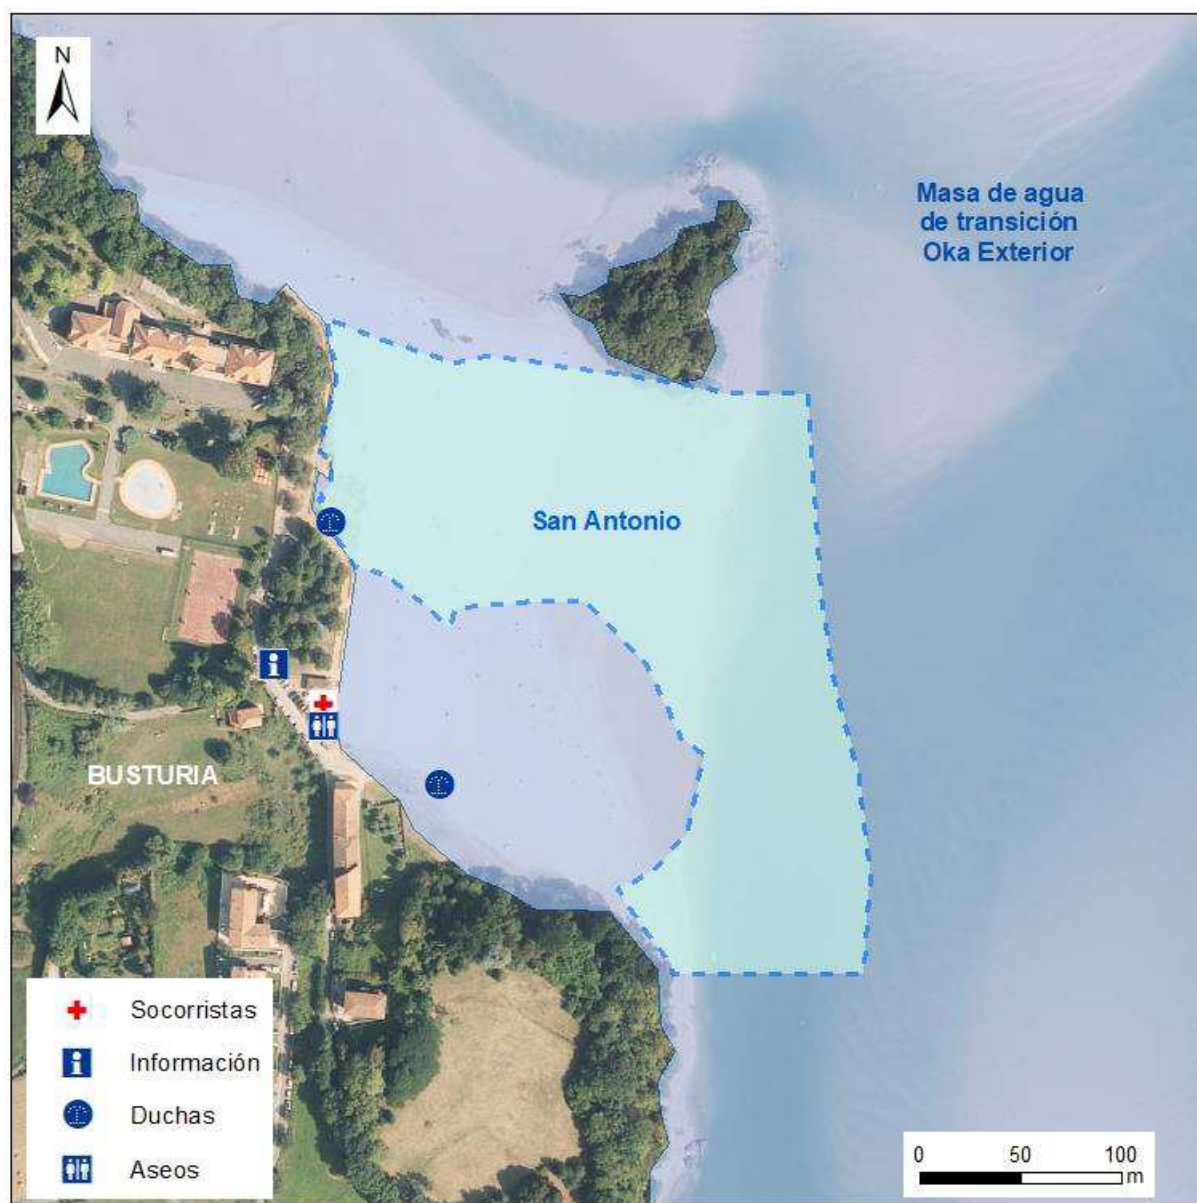 N
Masa de agua
de transición
Oka Exterior
San Antonio
BUSTURIA
Socorristas
Información
Duchas
Aseos
0 50 100
m